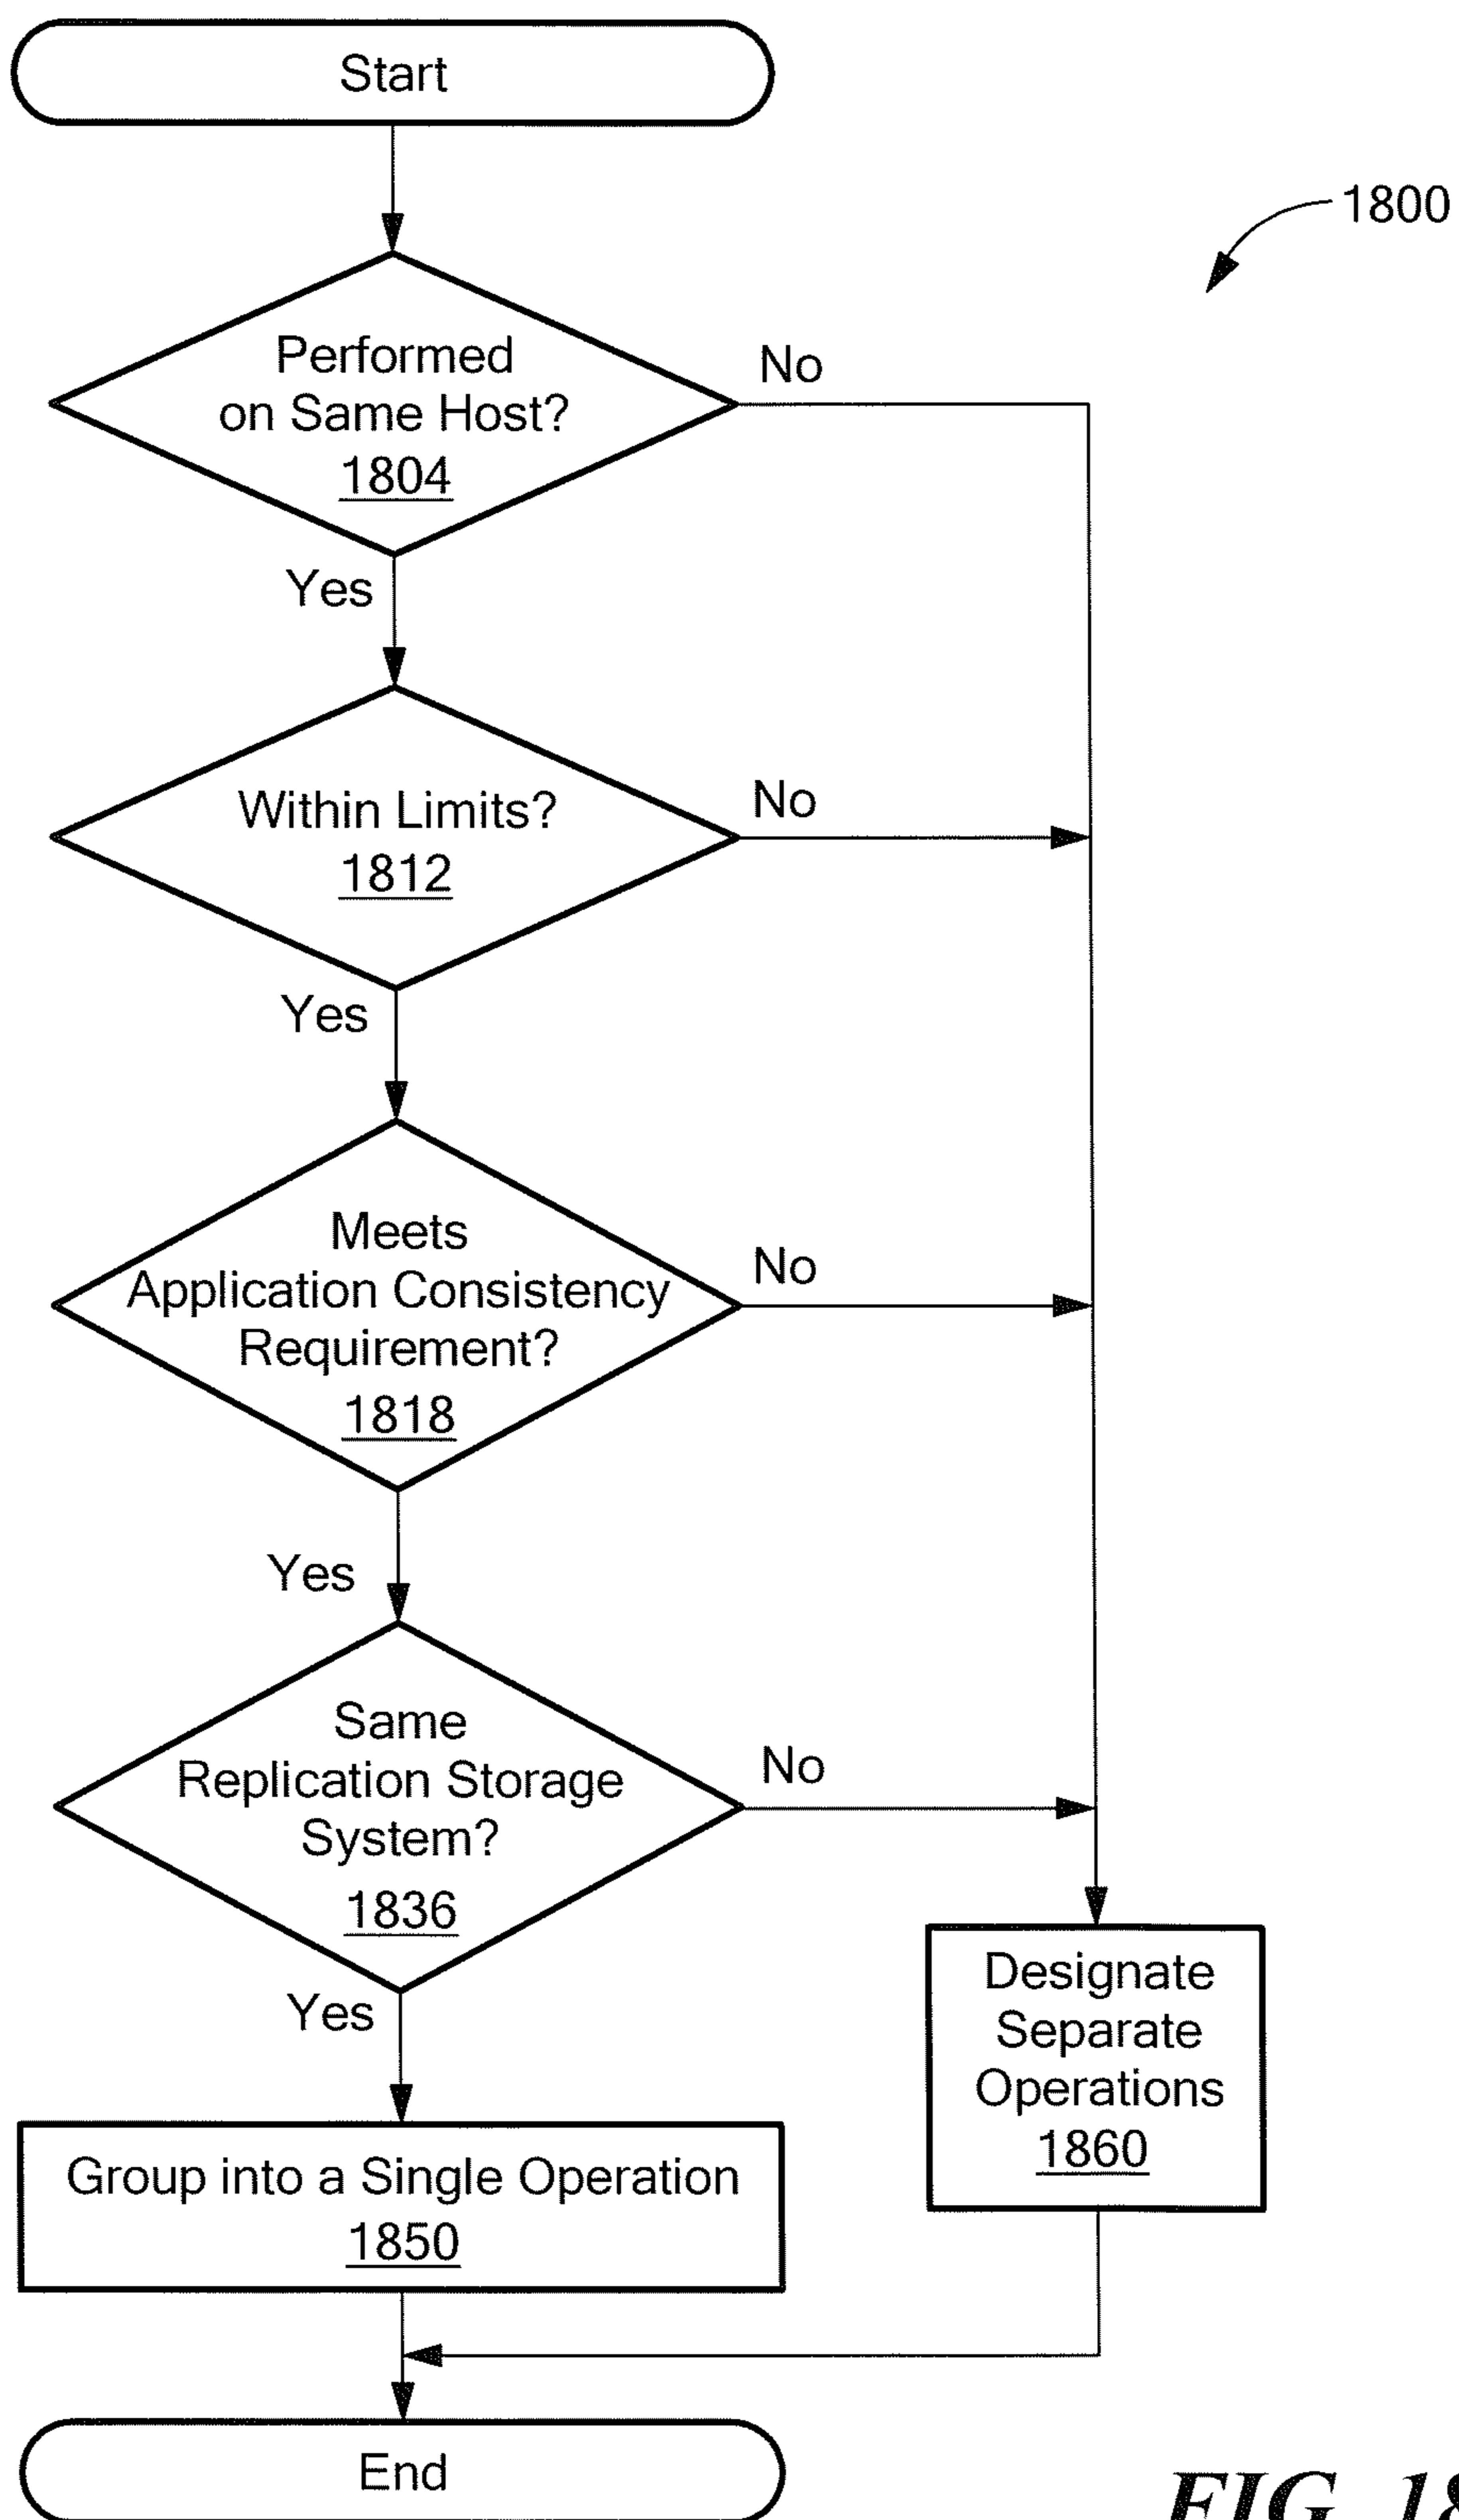 Start
1800
Performed
on Same Host?
1804
No
Yes
Within Limits?
1812
No
Yes
Meets
Application Consistency
Requirement?
1818
No
Yes
Same
Replication Storage
System?
1836
No
Yes
Designate
Separate
Operations
1860
Group into a Single Operation
1850
End
FIG. 18